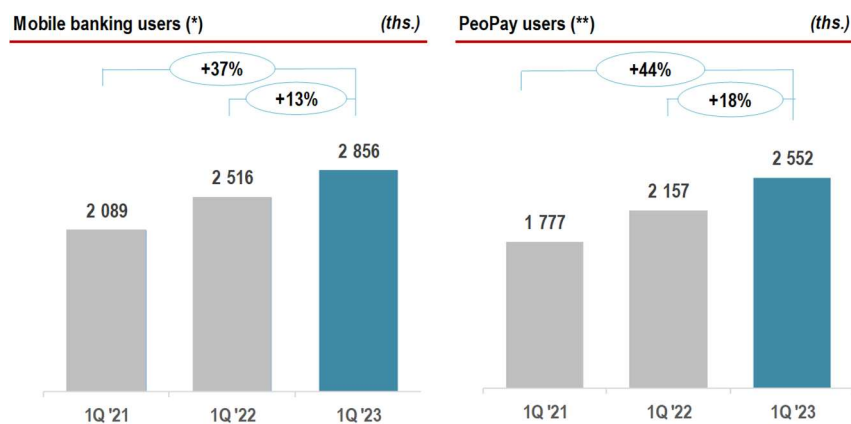 Mobile banking users (*) (ths.)
+37%
+13%
2 089
2 516
2 856
1Q '21
1Q '22
1Q '23
PeoPay users (**) (ths.)
+44%
+18%
1 777
2 157
2 552
1Q '21
1Q '22
1Q '23